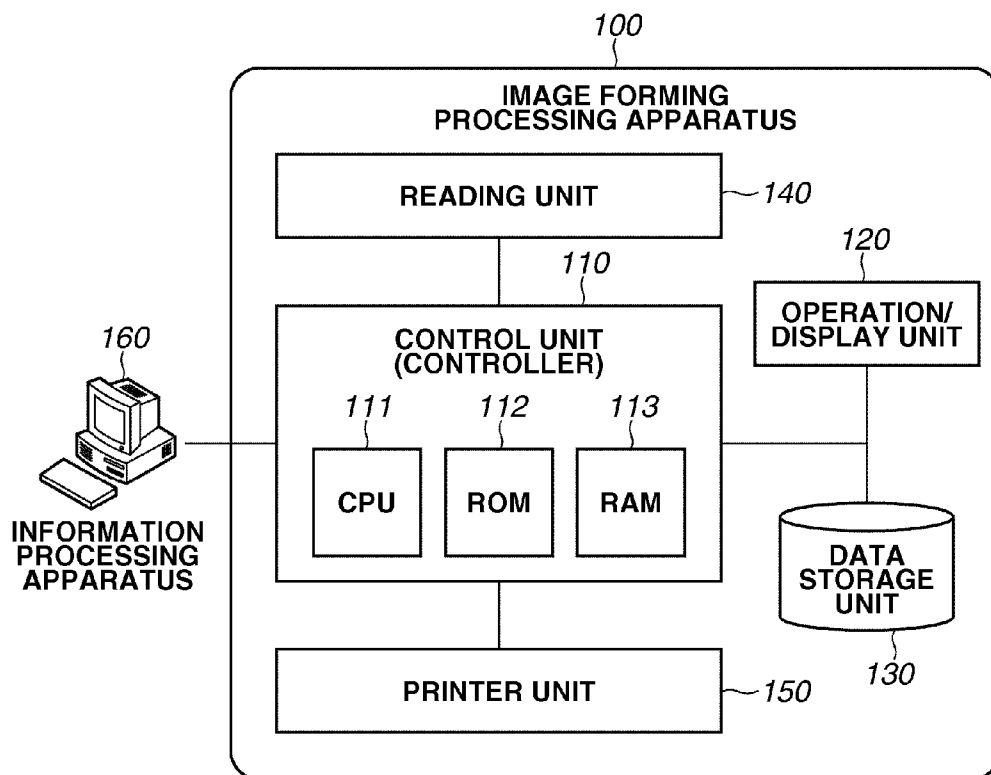 100
IMAGE FORMING
PROCESSING APPARATUS
READING UNIT
140
110
120
CONTROL UNIT
(CONTROLLER)
OPERATION/
DISPLAY UNIT
160
111
112
113
CPU
ROM
RAM
INFORMATION
PROCESSING
APPARATUS
DATA
STORAGE
UNIT
130
PRINTER UNIT
150